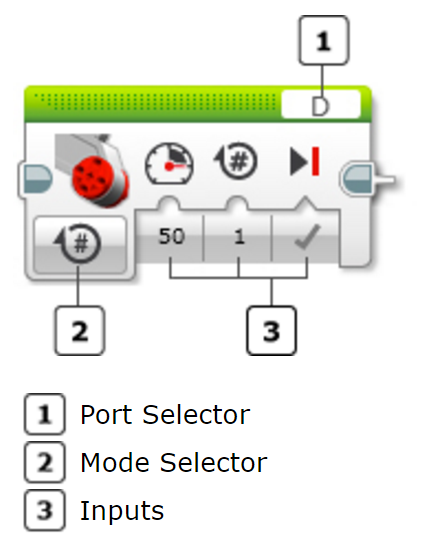 1
D
#
# 50 1
2 3
1 Port Selector
2 Mode Selector
3 Inputs